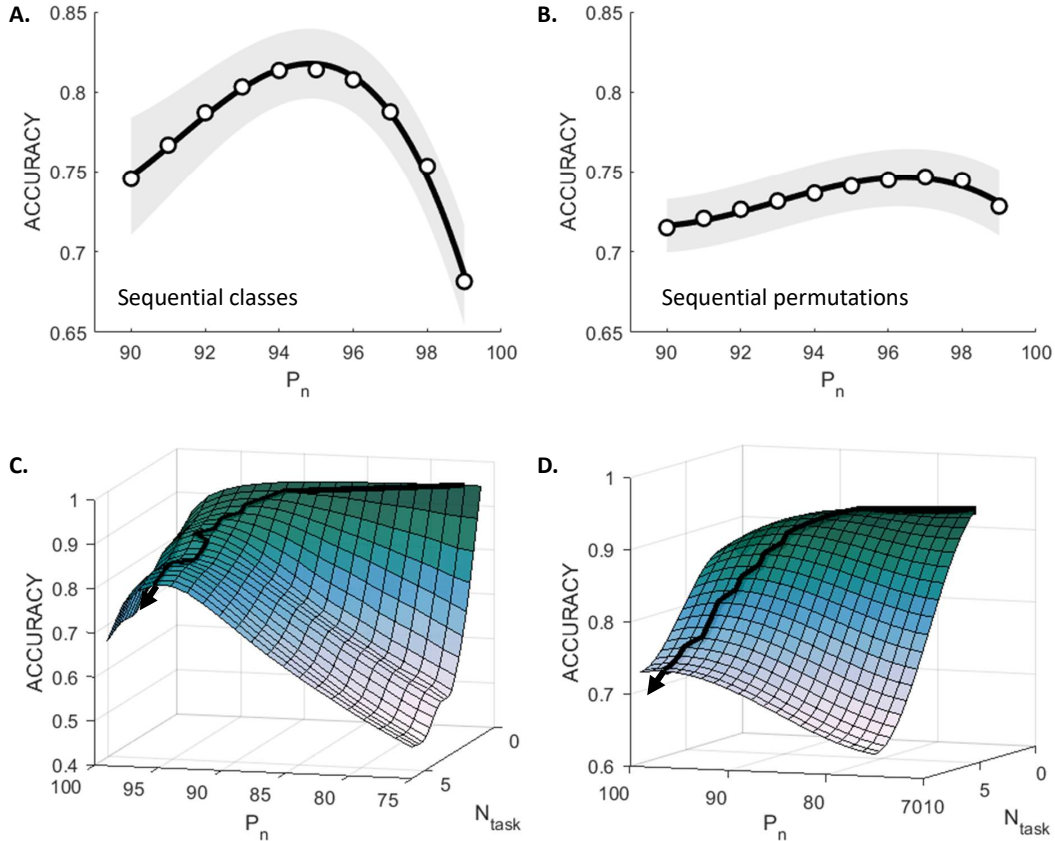 A.
0.85
0.8
0.75
0.7
0.65
ACCURACY
Sequential classes
90 92 94 96 98 100
Pn
B.
0.85
0.8
0.75
0.7
0.65
ACCURACY
Sequential permutations
90 92 94 96 98 100
Pn
C.
1
0.9
0.8
0.7
0.6
0.5
0.4
ACCURACY
100 95 90 85 80 75
Pn
5 0
Ntask
D.
1
0.9
0.8
0.7
0.6
ACCURACY
100 90 80 70
Pn
10 5 0
Ntask